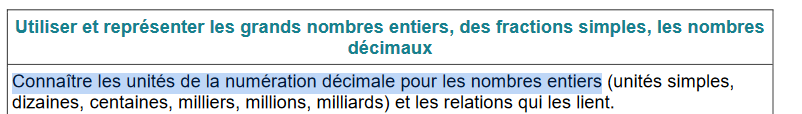 Utiliser et représenter les grands nombres entiers, des fractions simples, les nombres
décimaux
Connaître les unités de la numération décimale pour les nombres entiers (unités simples,
dizaines, centaines, milliers, millions, milliards) et les relations qui les lient.